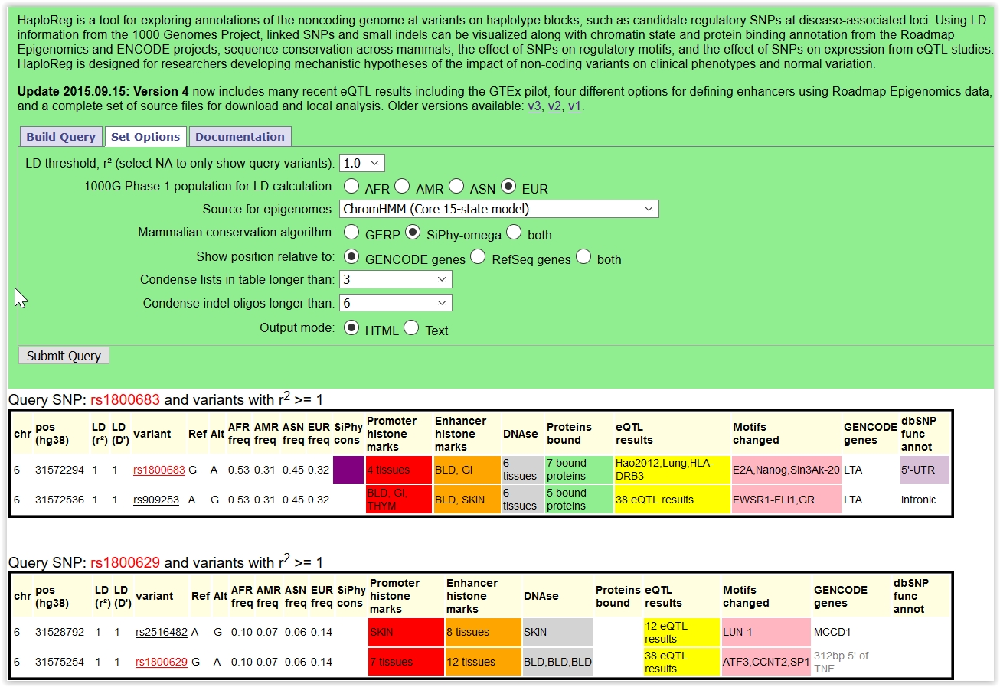 HaploReg is a tool for exploring annotations of the noncoding genome at variants on haplotype blocks, such as candidate regulatory SNPs at disease-associated loci. Using LD
information from the 1000 Genomes Project, linked SNPs and small indels can be visualized along with chromatin state and protein binding annotation from the Roadmap
Epigenomics and ENCODE projects, sequence conservation across mammals, the effect of SNPs on regulatory motifs, and the effect of SNPs on expression from eQTL studies.
HaploReg is designed for researchers developing mechanistic hypotheses of the impact of non-coding variants on clinical phenotypes and normal variation.
Update 2015.09.15: Version 4 now includes many recent eQTL results including the GTEx pilot, four different options for defining enhancers using Roadmap Epigenomics data,
and a complete set of source files for download and local analysis. Older versions available: v3, v2, v1.
Build Query Set Options Documentation
LD threshold, r² (select NA to only show query variants): 1.0
1000G Phase 1 population for LD calculation: AFR AMR ASN EUR
Source for epigenomes: ChromHMM (Core 15-state model)
Mammalian conservation algorithm: GERP SiPhy-omega both
Show position relative to: GENCODE genes RefSeq genes both
Condense lists in table longer than: 3
Condense indel oligos longer than: 6
Output mode: HTML Text
Submit Query
Query SNP: rs1800683 and variants with r2 >= 1
chr pos (hg38) LD (r²) LD (D') variant Ref Alt AFR freq AMR freq ASN freq EUR freq SiPhy cons Promoter histone marks Enhancer histone marks DNAse Proteins bound eQTL results Motifs changed GENCODE genes dbSNP func annot
6 31572294 1 1 rs1800683 G A 0.53 0.31 0.45 0.32 4 tissues BLD, GI 6 tissues 7 bound proteins Hao2012,Lung,HLA-DRB3 E2A,Nanog,Sin3Ak-20 LTA 5'-UTR
6 31572536 1 1 rs909253 A G 0.53 0.31 0.45 0.32 BLD, GI, THYM BLD, SKIN 6 tissues 5 bound proteins 38 eQTL results EWSR1-FLI1,GR LTA intronic
Query SNP: rs1800629 and variants with r2 >= 1
chr pos (hg38) LD (r²) LD (D') variant Ref Alt AFR freq AMR freq ASN freq EUR freq SiPhy cons Promoter histone marks Enhancer histone marks DNAse Proteins bound eQTL results Motifs changed GENCODE genes dbSNP func annot
6 31528792 1 1 rs2516482 A G 0.10 0.07 0.06 0.14 SKIN 8 tissues SKIN 12 eQTL results LUN-1 MCCD1
6 31575254 1 1 rs1800629 G A 0.10 0.07 0.06 0.14 7 tissues 12 tissues BLD,BLD,BLD 38 eQTL results ATF3,CCNT2,SP1 312bp 5' of TNF